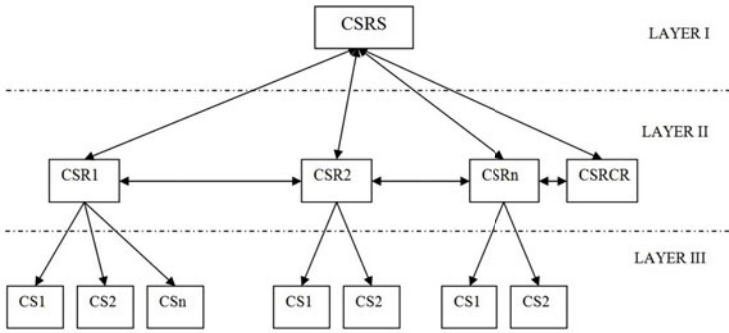 CSRS
LAYER I
LAYER II
CSR1
CSR2
CSRn
CSRCR
LAYER III
CS1
CS2
CSn
CS1
CS2
CS1
CS2